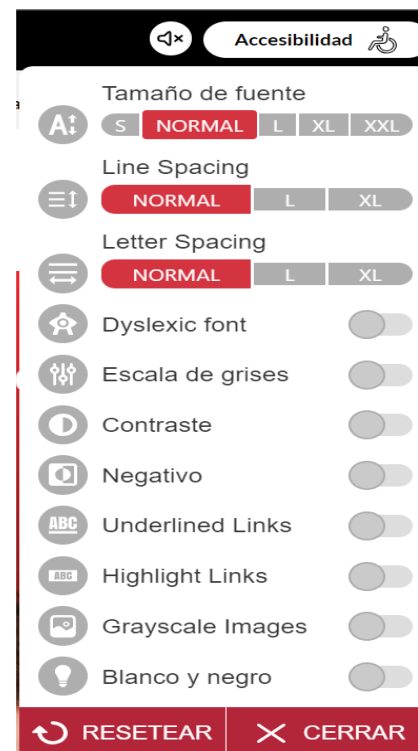 Accesibilidad
Tamaño de fuente
S NORMAL L XL XXL
Line Spacing
NORMAL L XL
Letter Spacing
NORMAL L XL
Dyslexic font
Escala de grises
Contraste
Negativo
ABC Underlined Links
ABC Highlight Links
Grayscale Images
Blanco y negro
RESETEAR CERRAR